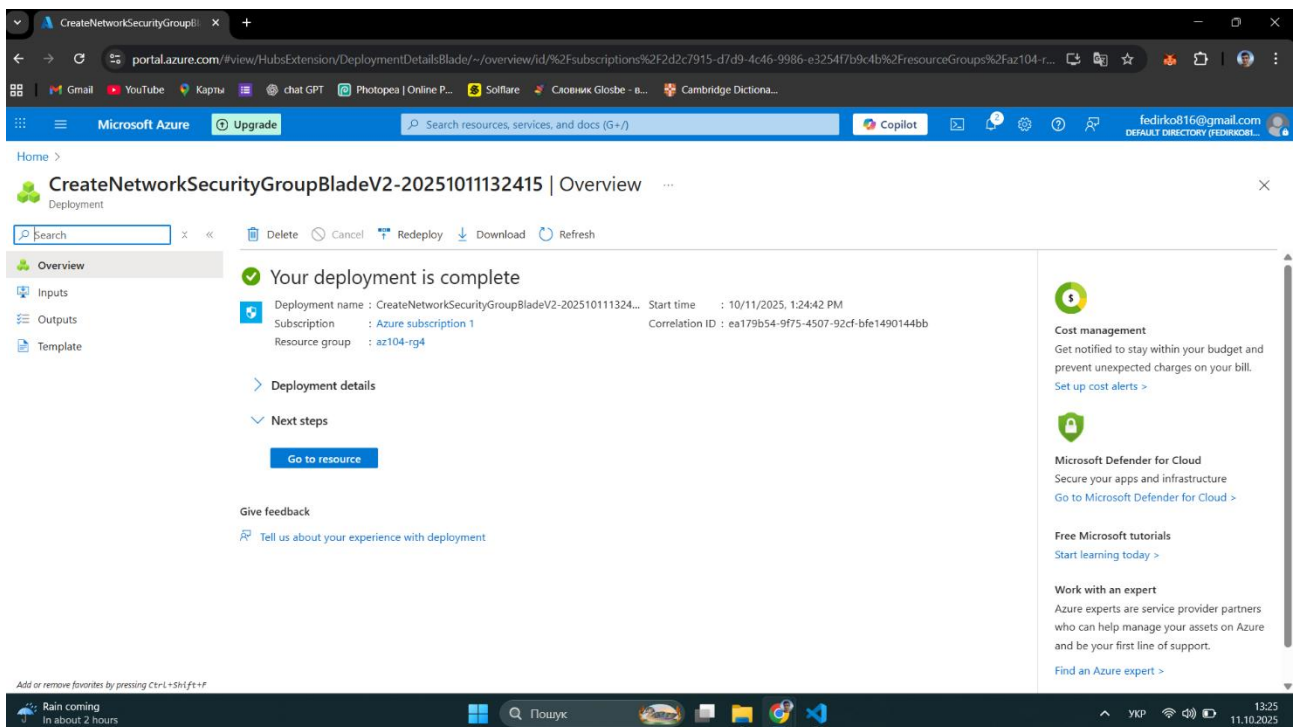 CreateNetworkSecurityGroupBl
portal.azure.com/#view/HubsExtension/DeploymentDetailsBlade/~/overview/id/%2Fsubscriptions%2F2d2c7915-d7d9-4c46-9986-e3254f7b9c4b%2FresourceGroups%2Faz104-r...
Gmail YouTube Карты chat GPT Photopea | Online P... Solflare Словник Glosbe - в... Cambridge Dictiona...
Microsoft Azure Upgrade Search resources, services, and docs (G+/) Copilot 2 fedirko816@gmail.com
DEFAULT DIRECTORY (FEDIRKO81...
Home >
CreateNetworkSecurityGroupBladeV2-20251011132415 | Overview ...
Deployment
Search Delete Cancel Redeploy Download Refresh
Overview
Inputs
Outputs
Template
Your deployment is complete
Deployment name : CreateNetworkSecurityGroupBladeV2-202510111324... Start time : 10/11/2025, 1:24:42 PM
Subscription : Azure subscription 1 Correlation ID : ea179b54-9f75-4507-92cf-bfe1490144bb
Resource group : az104-rg4
Deployment details
Next steps
Go to resource
Give feedback
Tell us about your experience with deployment
Cost management
Get notified to stay within your budget and
prevent unexpected charges on your bill.
Set up cost alerts >
Microsoft Defender for Cloud
Secure your apps and infrastructure
Go to Microsoft Defender for Cloud >
Free Microsoft tutorials
Start learning today >
Work with an expert
Azure experts are service provider partners
who can help manage your assets on Azure
and be your first line of support.
Find an Azure expert >
Add or remove favorites by pressing Ctrl+Shift+F
Rain coming
In about 2 hours
Пошук
УКР
13:25
11.10.2025